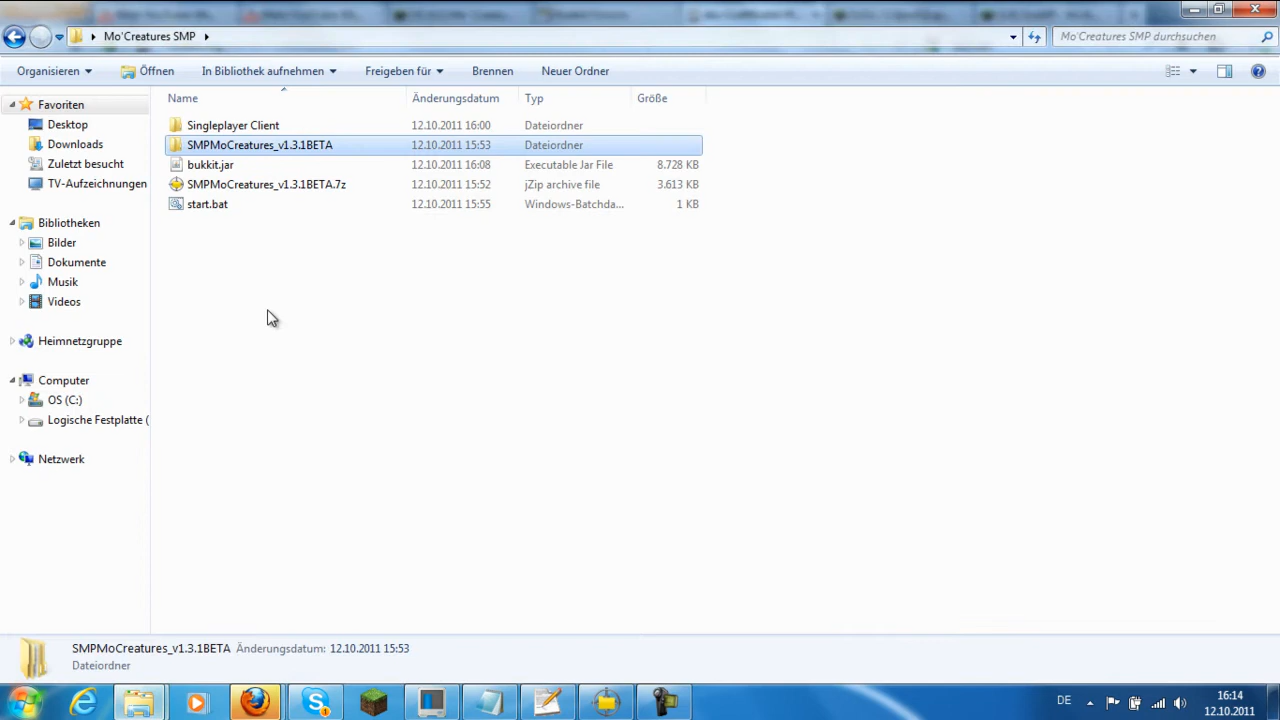 Mo'Creatures SMP
Mo'Creatures SMP durchsuchen
Organisieren
Öffnen
In Bibliothek aufnehmen
Freigeben für
Brennen
Neuer Ordner
Favoriten
Desktop
Downloads
Zuletzt besucht
TV-Aufzeichnungen
Bibliotheken
Bilder
Dokumente
Musik
Videos
Heimnetzgruppe
Computer
OS (C:)
Logische Festplatte (
Netzwerk
Name Änderungsdatum Typ Größe
Singleplayer Client 12.10.2011 16:00 Dateiordner
SMPMoCreatures_v1.3.1BETA 12.10.2011 15:53 Dateiordner
bukkit.jar 12.10.2011 16:08 Executable Jar File 8.728 KB
SMPMoCreatures_v1.3.1BETA.7z 12.10.2011 15:52 jZip archive file 3.613 KB
start.bat 12.10.2011 15:55 Windows-Batchda... 1 KB
SMPMoCreatures_v1.3.1BETA Änderungsdatum: 12.10.2011 15:53
Dateiordner
DE
16:14
12.10.2011